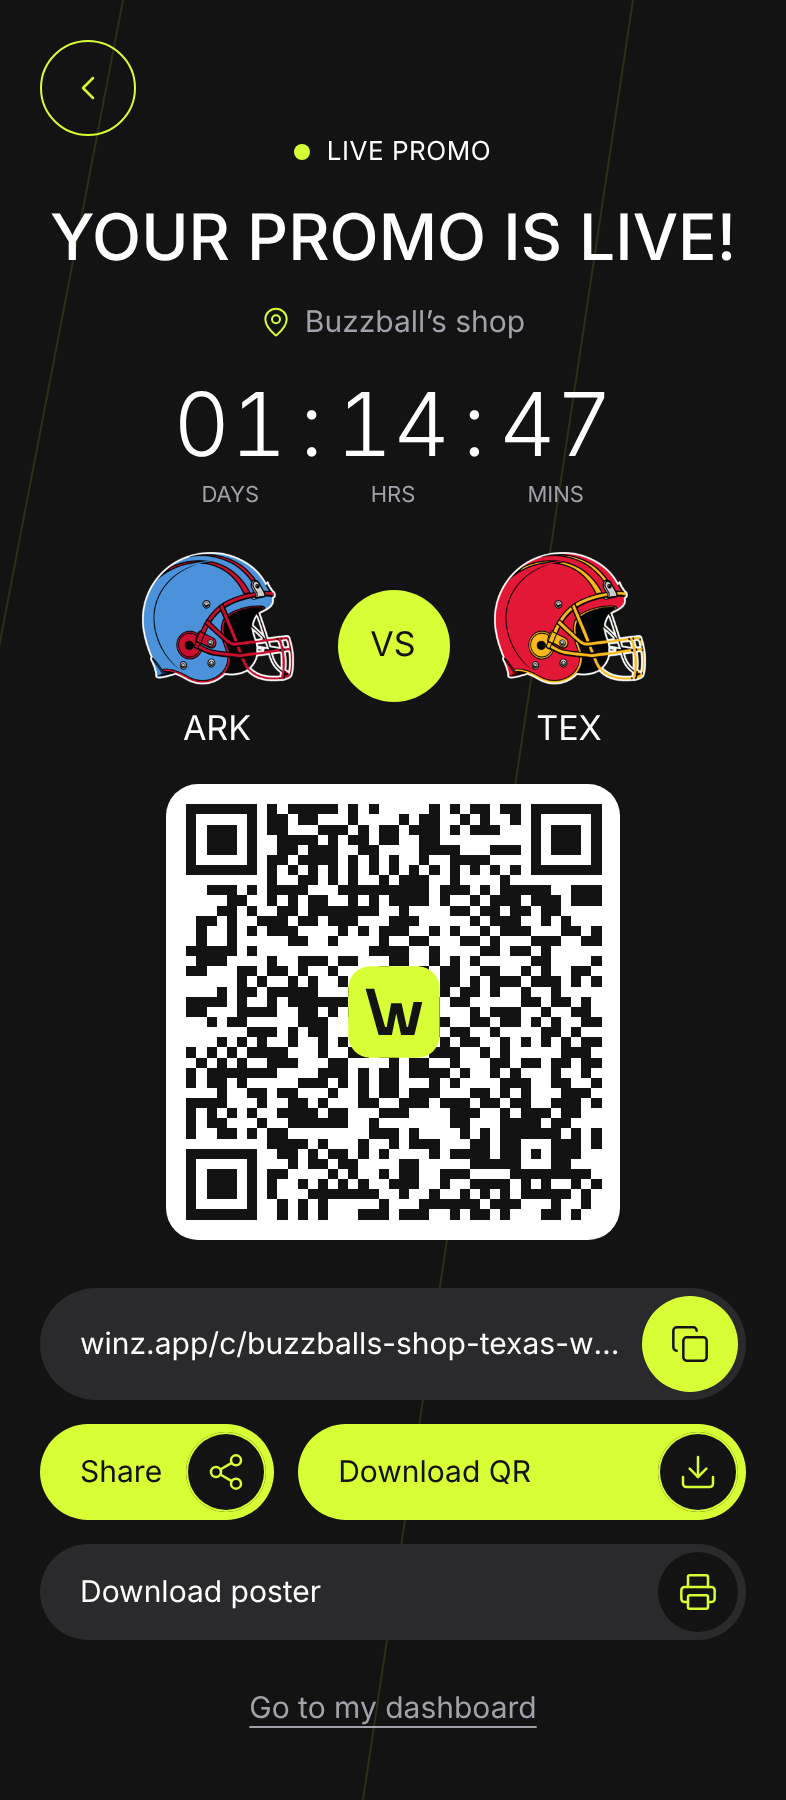 LIVE PROMO
YOUR PROMO IS LIVE!
Buzzball’s shop
01 : 14 : 47
DAYS HRS MINS
VS
ARK TEX
W
winz.app/c/buzzballs-shop-texas-w...
Share Download QR
Download poster
Go to my dashboard